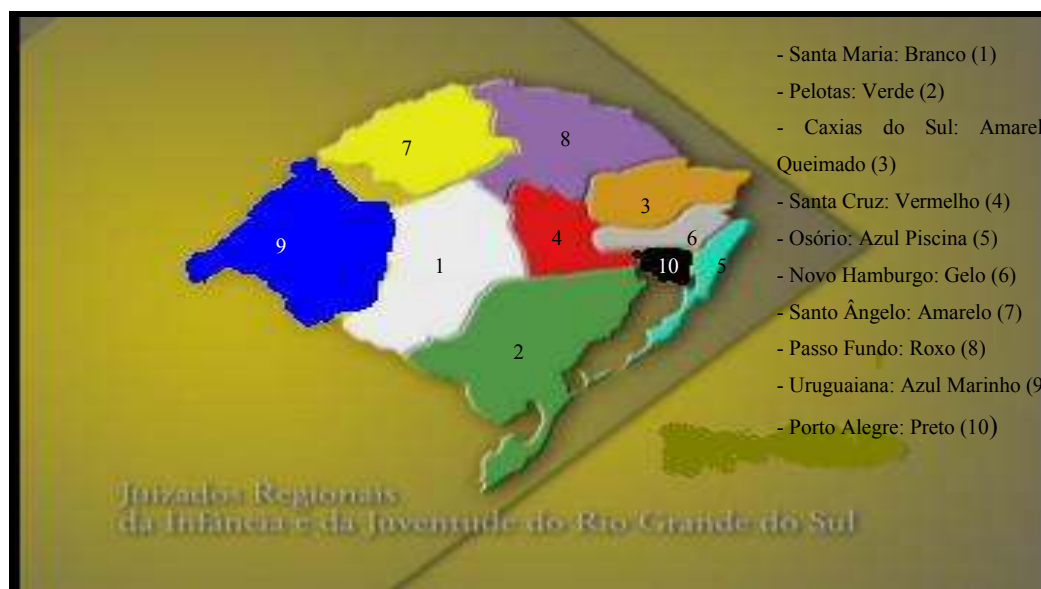 - Santa Maria: Branco (1)
- Pelotas: Verde (2)
- Caxias do Sul: Amarel
Queimado (3)
- Santa Cruz: Vermelho (4)
- Osório: Azul Piscina (5)
- Novo Hamburgo: Gelo (6)
- Santo Ângelo: Amarelo (7)
- Passo Fundo: Roxo (8)
- Uruguaiana: Azul Marinho (9
- Porto Alegre: Preto (10)
7
8
3
9
1
4
6
10
5
2
Juizados Regionais
da Infância e da Juventude do Rio Grande do Sul